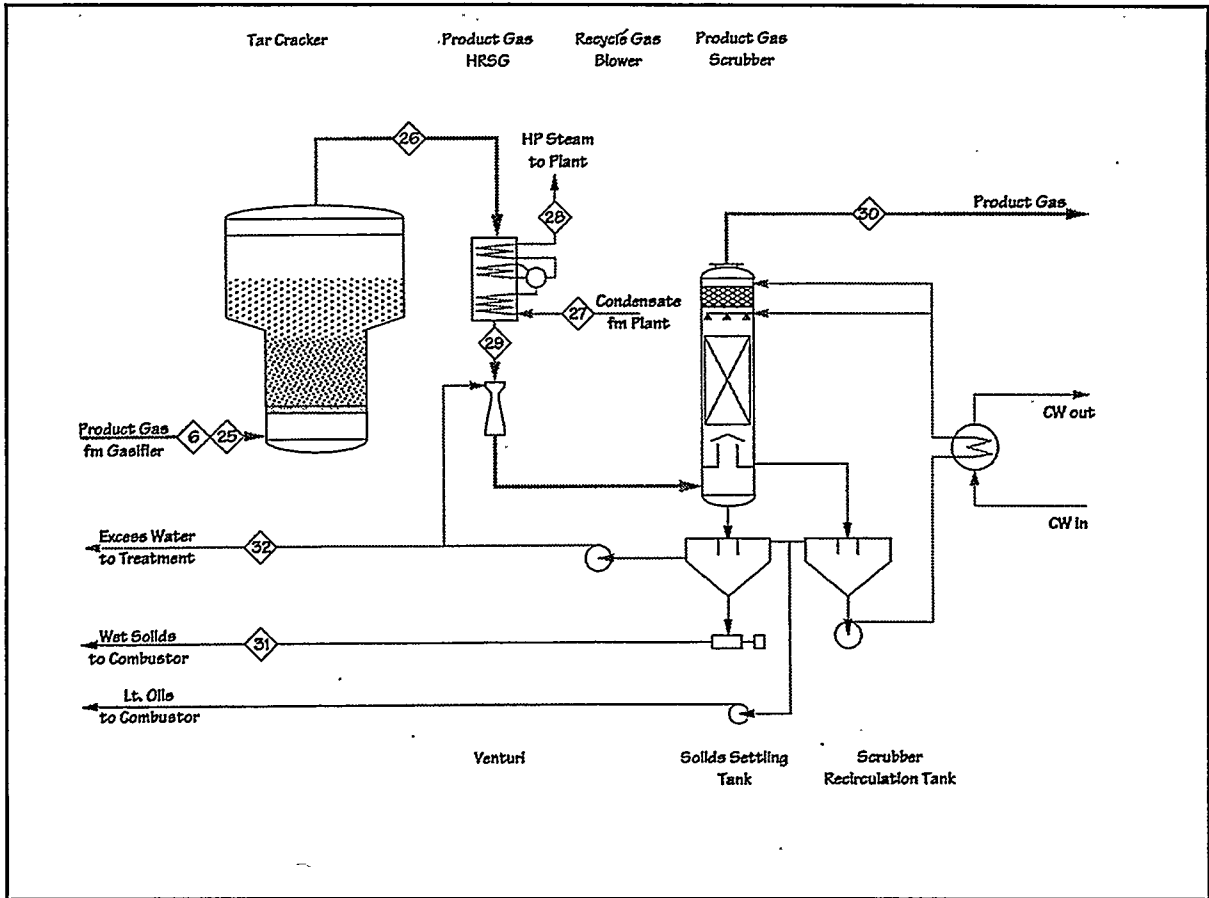 Tar Cracker
Product Gas
HRSG
Recycle Gas
Blower
Product Gas
Scrubber
26
HP Steam
to Plant
28
30
Product Gas
Condensate
27
fm Plant
29
CW out
Product Gas
6
25
fm Gasifier
CW in
Excess Water
32
to Treatment
Wet Solids
31
to Combustor
Lt. Oils
to Combustor
Venturi
Solids Settling
Tank
Scrubber
Recirculation Tank